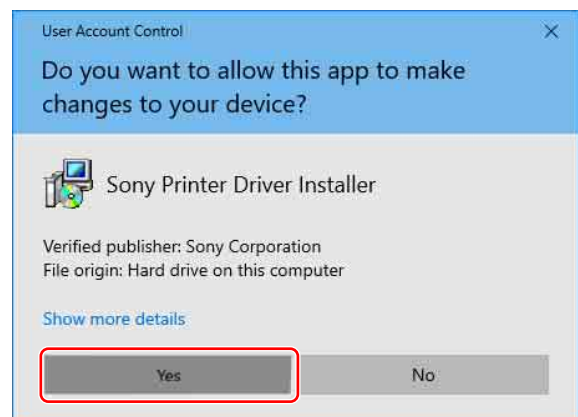 User Account Control
Do you want to allow this app to make
changes to your device?
Sony Printer Driver Installer
Verified publisher: Sony Corporation
File origin: Hard drive on this computer
Show more details
Yes
No